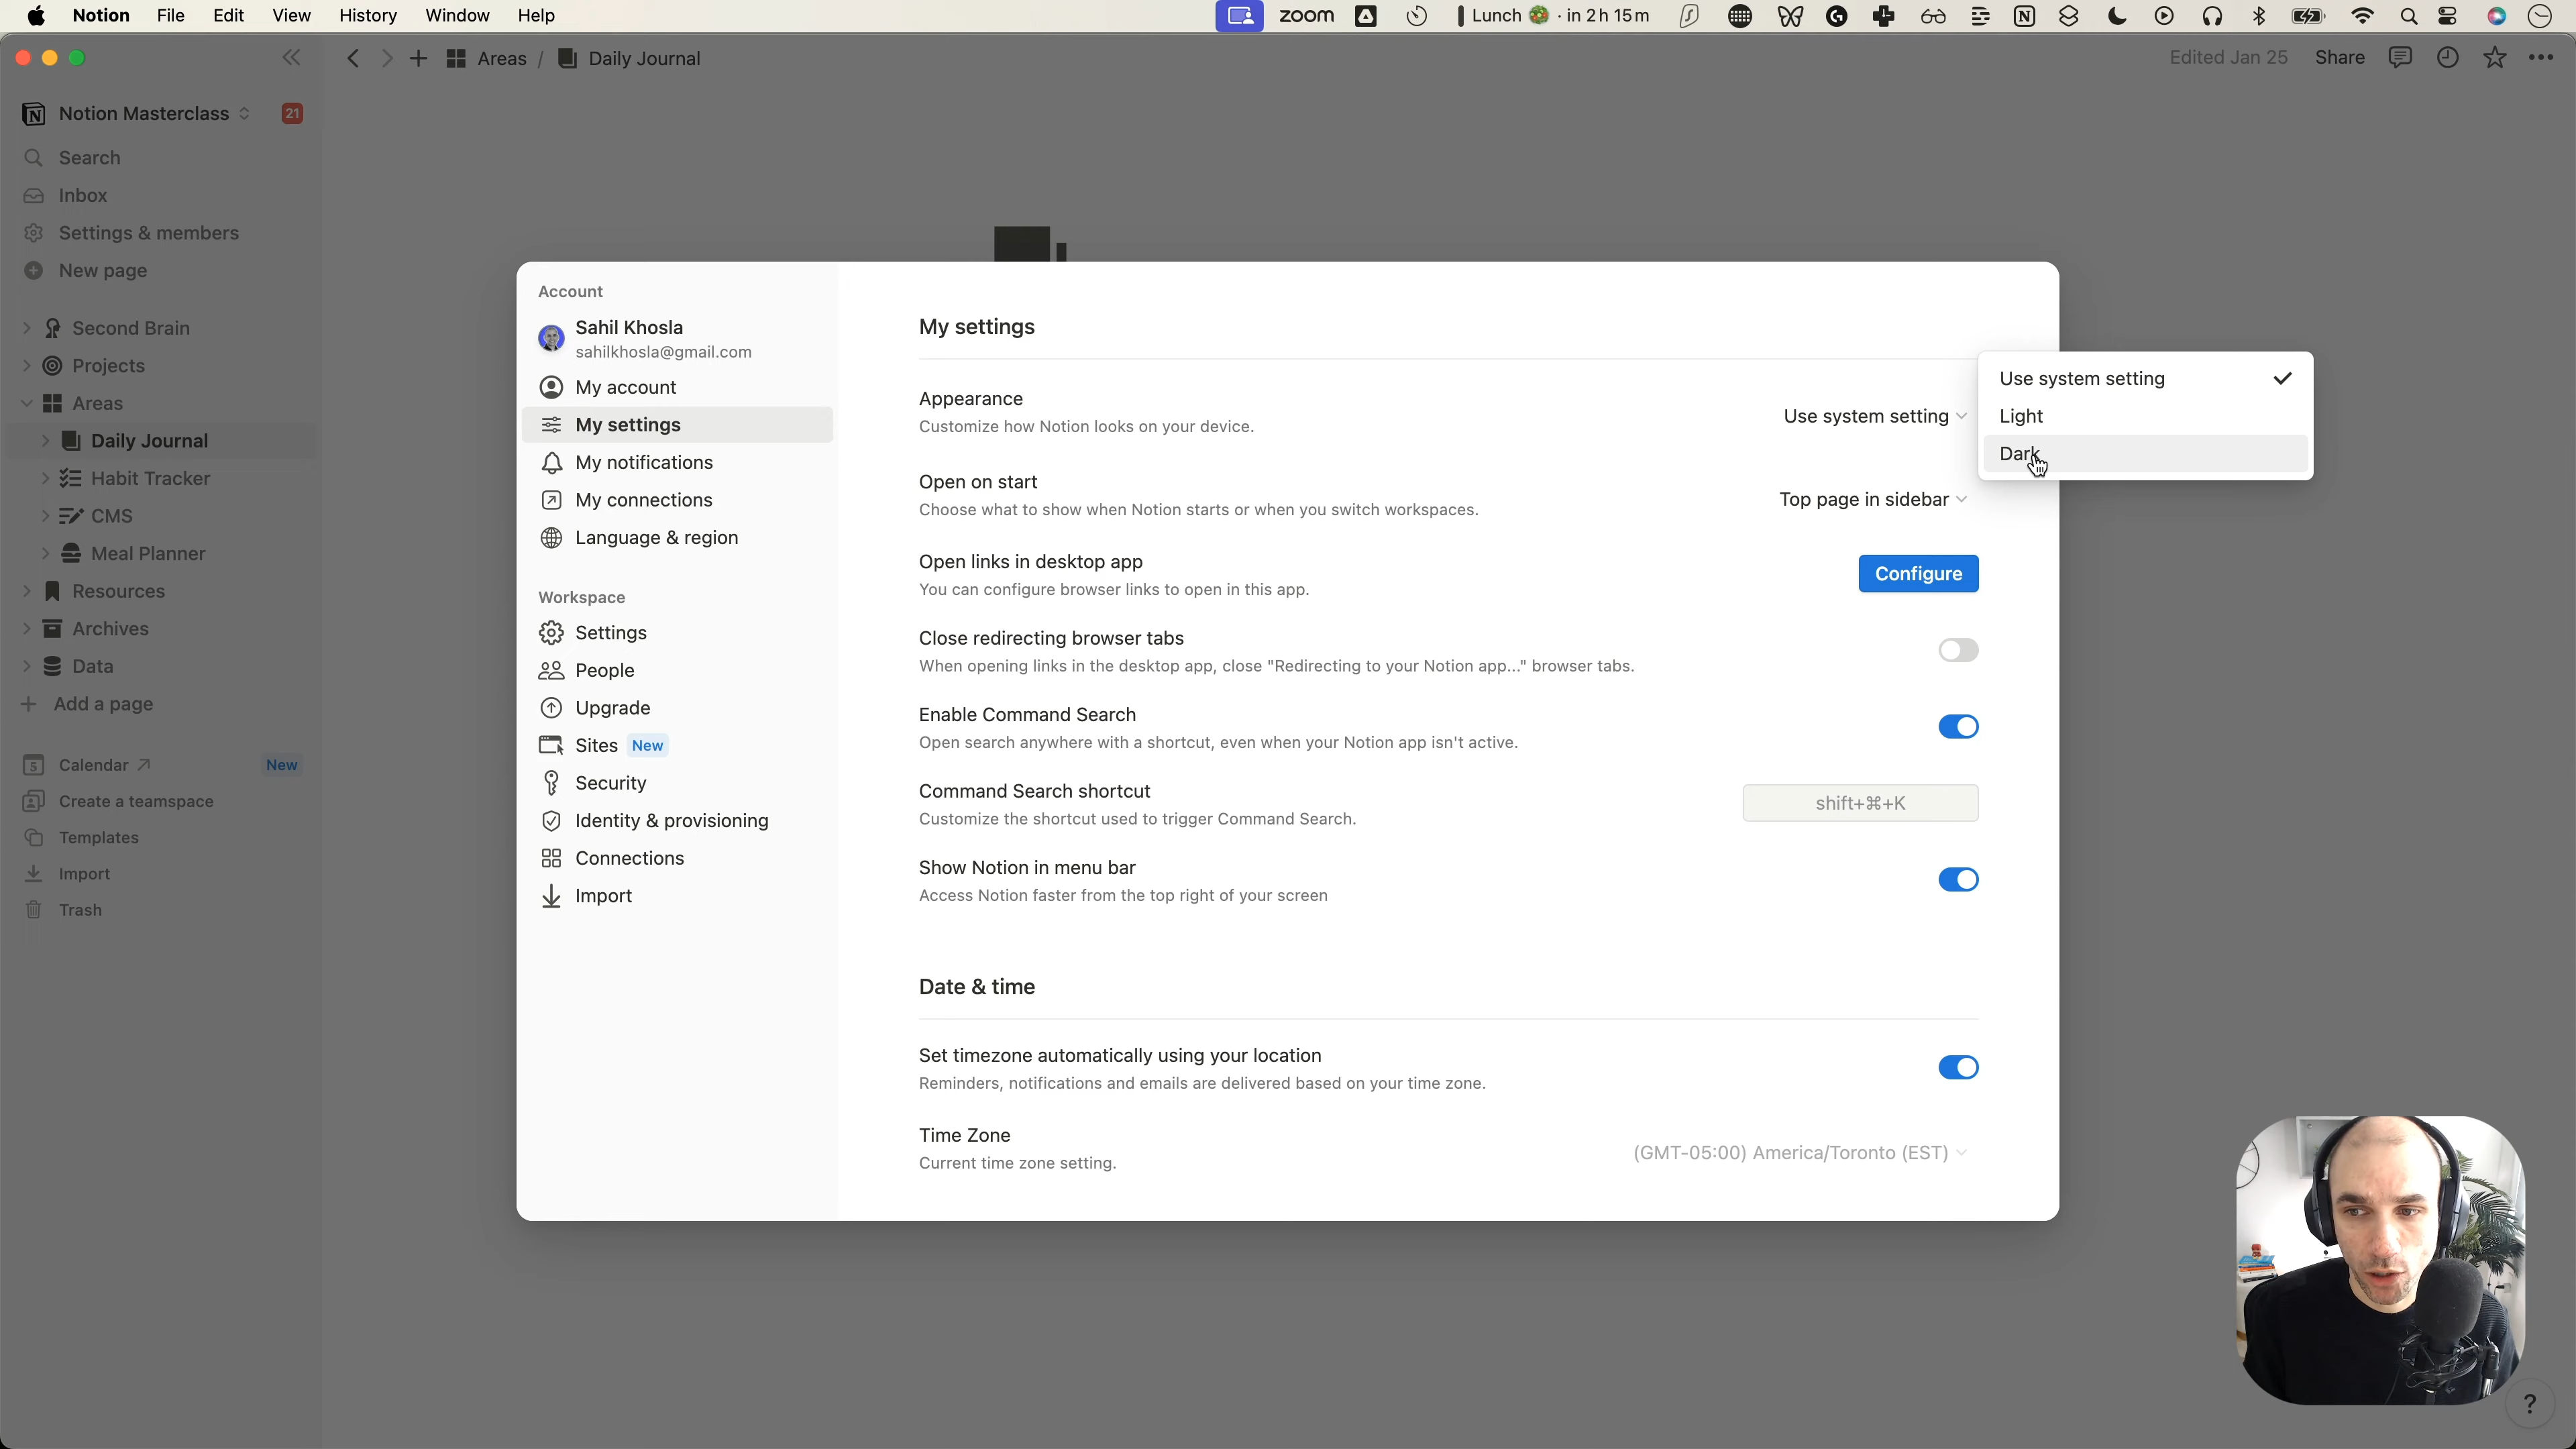 Notion File Edit View History Window Help
zoom Lunch 🥗 · in 2 h 15 m
Areas / Daily Journal
Edited Jan 25 Share
Notion Masterclass 21
Search
Inbox
Settings & members
New page
Second Brain
Projects
Areas
Daily Journal
Habit Tracker
CMS
Meal Planner
Resources
Archives
Data
Add a page
Calendar ↗ New
Create a teamspace
Templates
Import
Trash
Account
Sahil Khosla
sahilkhosla@gmail.com
My account
My settings
My notifications
My connections
Language & region
Workspace
Settings
People
Upgrade
Sites New
Security
Identity & provisioning
Connections
Import
My settings
Appearance
Customize how Notion looks on your device.
Use system setting
Use system setting
Light
Dark
Open on start
Choose what to show when Notion starts or when you switch workspaces.
Top page in sidebar
Open links in desktop app
You can configure browser links to open in this app.
Configure
Close redirecting browser tabs
When opening links in the desktop app, close "Redirecting to your Notion app..." browser tabs.
Enable Command Search
Open search anywhere with a shortcut, even when your Notion app isn't active.
Command Search shortcut
Customize the shortcut used to trigger Command Search.
shift+⌘+K
Show Notion in menu bar
Access Notion faster from the top right of your screen
Date & time
Set timezone automatically using your location
Reminders, notifications and emails are delivered based on your time zone.
Time Zone
Current time zone setting.
(GMT-05:00) America/Toronto (EST)
?